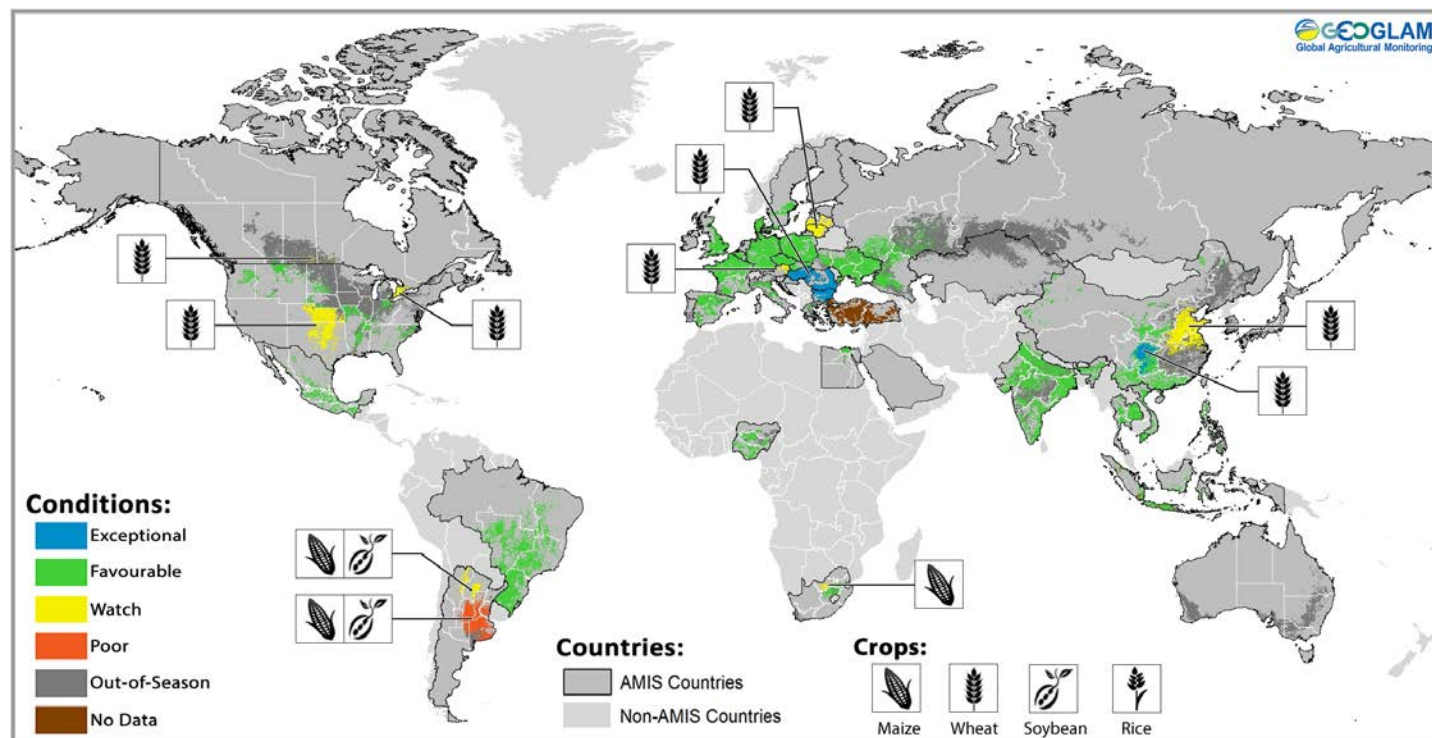 GEOGLAM
Global Agricultural Monitoring
Conditions:
Exceptional
Favourable
Watch
Poor
Out-of-Season
No Data
Countries:
AMIS Countries
Non-AMIS Countries
Crops:
Maize
Wheat
Soybean
Rice